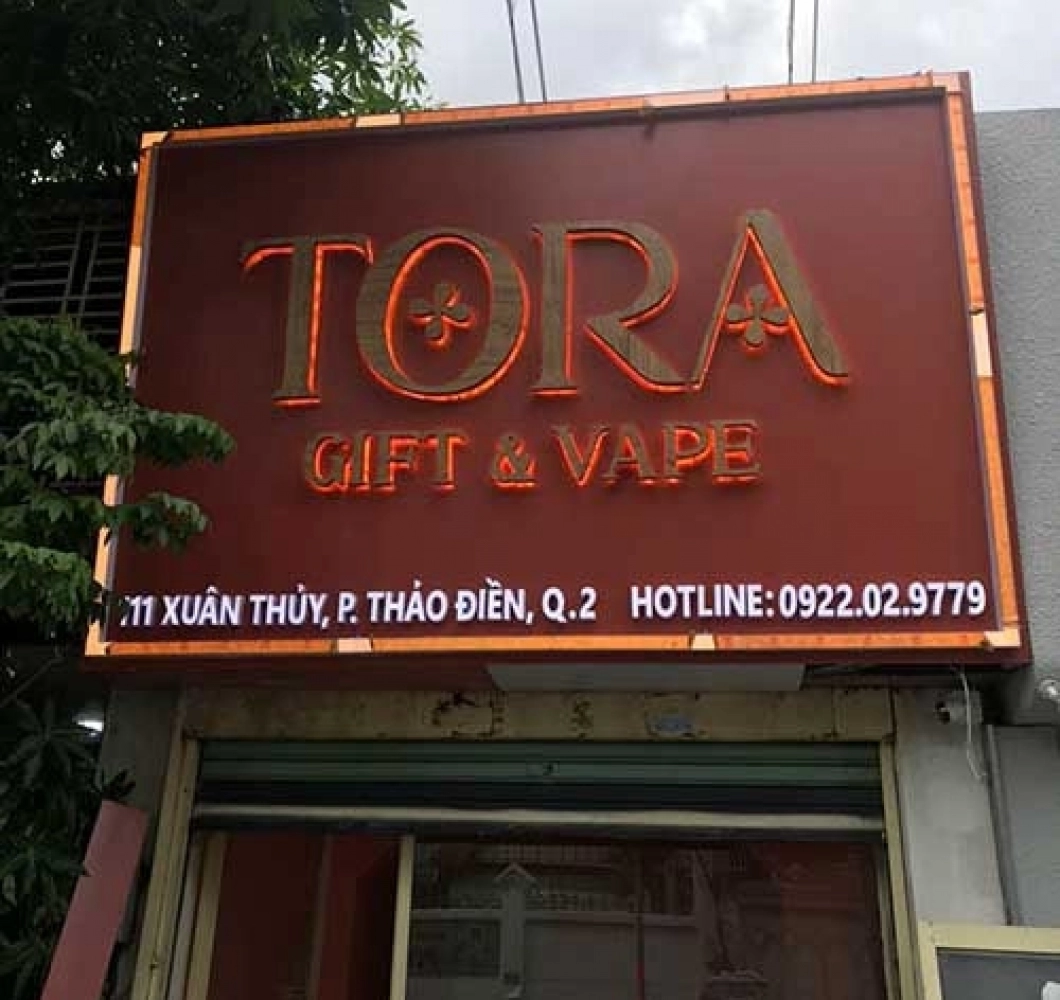 TORA
GIFT & VAPE
XUÂN THỦY, P. THẢO ĐIỀN, Q.2 HOTLINE: 0922.02.9779